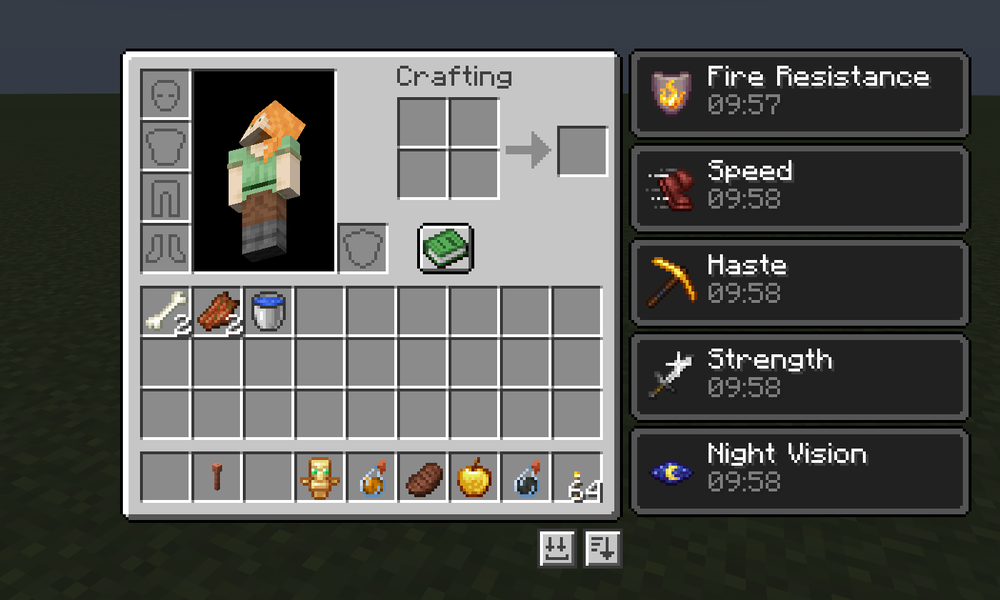 Crafting
2
2
64
Fire Resistance
09:57
Speed
09:58
Haste
09:58
Strength
09:58
Night Vision
09:58